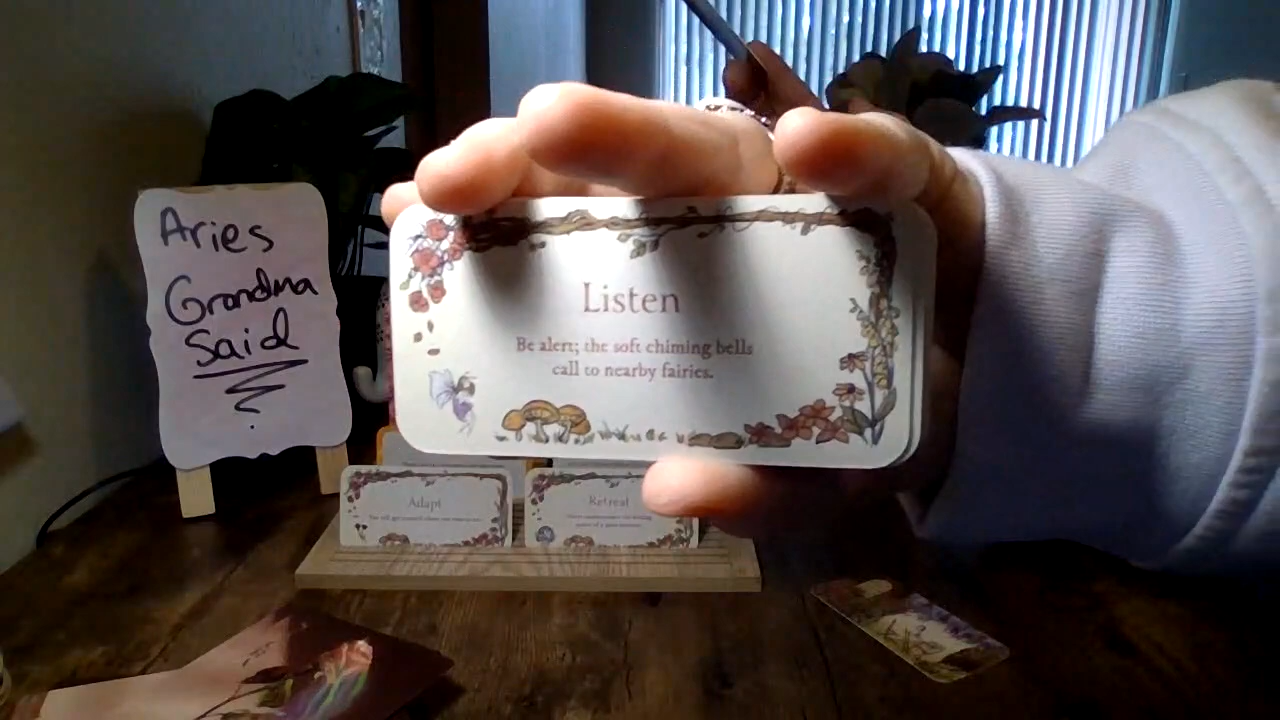 Aries
Grandma
Said
Listen
Be alert; the soft chiming bells
call to nearby fairies.
Adapt
Retreat